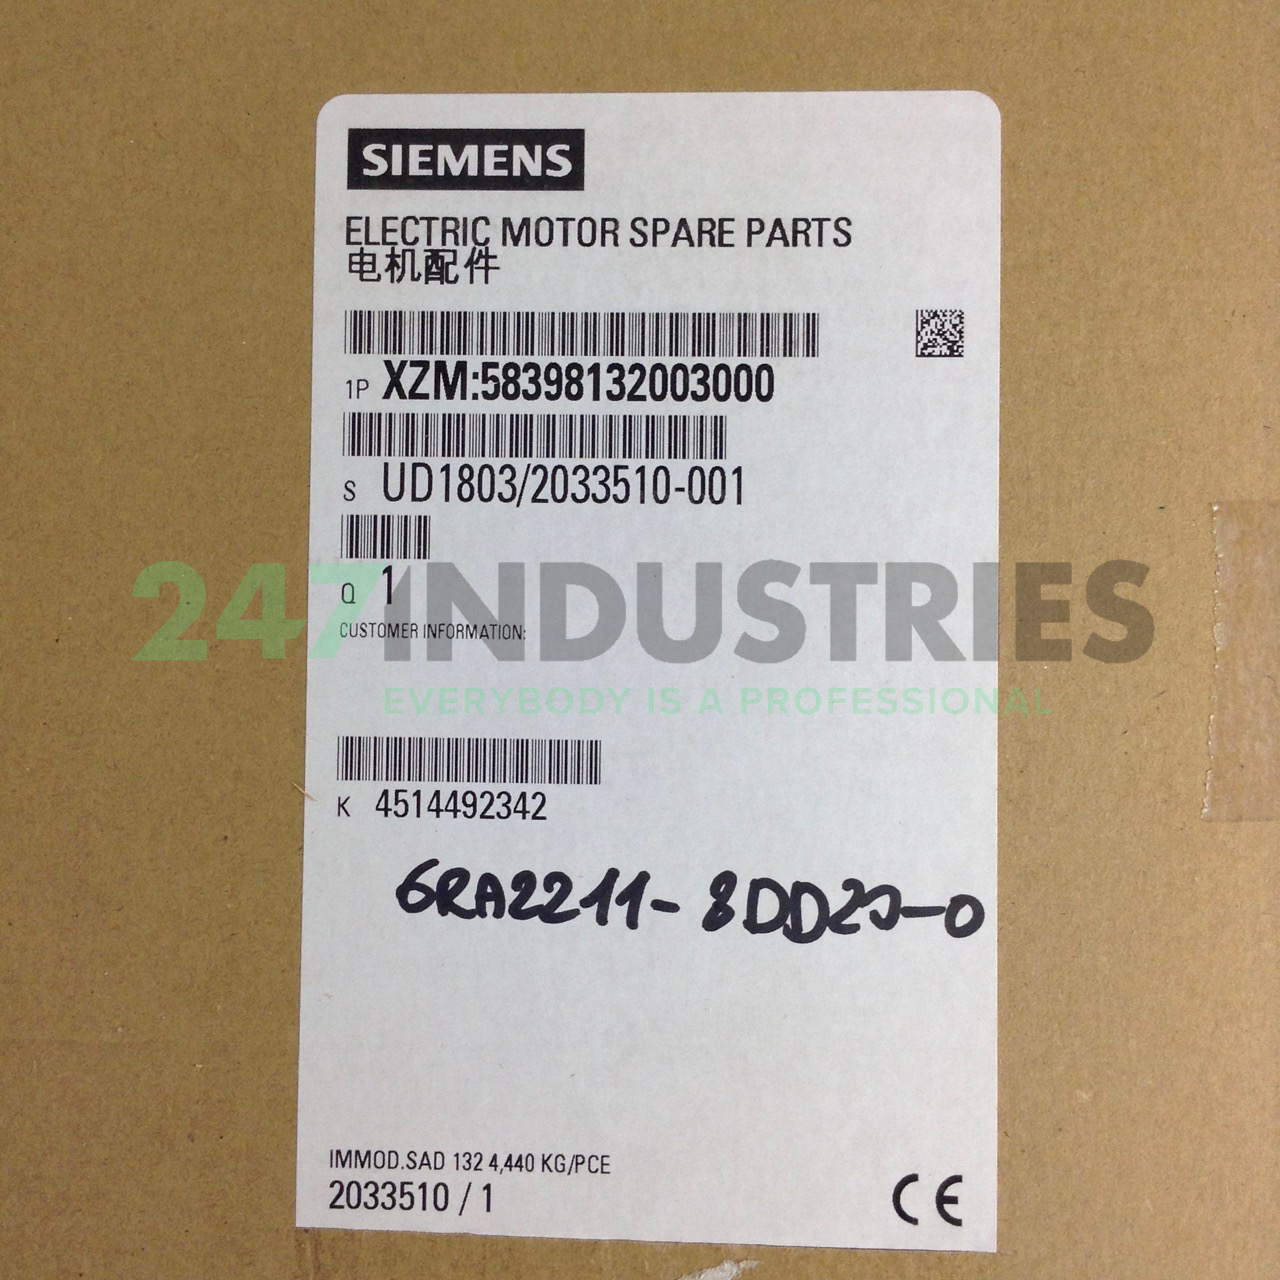 SIEMENS
ELECTRIC MOTOR SPARE PARTS
电机配件
1P XZM:58398132003000
S UD1803/2033510-001
Q 1
247INDUSTRIES
CUSTOMER INFORMATION:
EVERYBODY IS A PROFESSIONAL
K 4514492342
6RA2211-8DD20-0
IMMOD.SAD 132 4,440 KG/PCE
2033510 / 1
CE